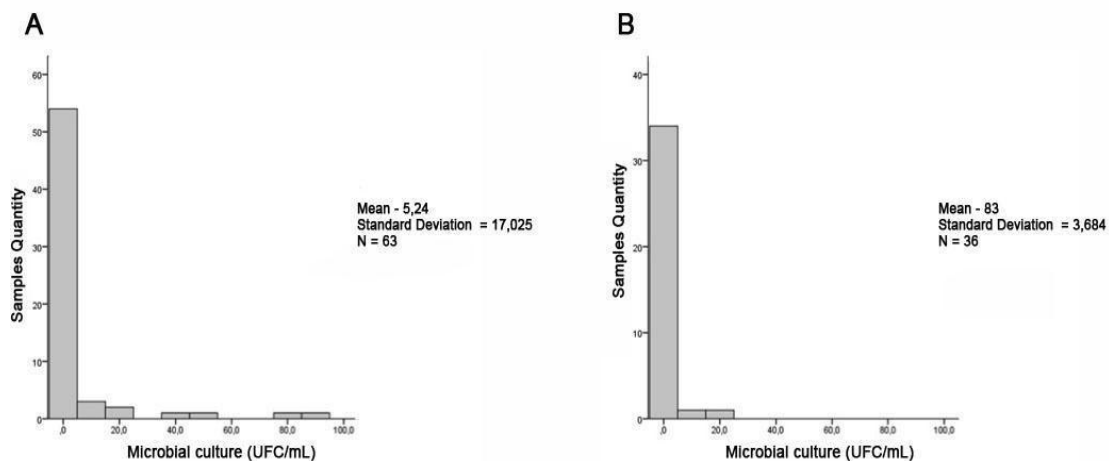 A
60
50
40
30
20
10
0
Samples Quantity
,0 20,0 40,0 60,0 80,0 100,0
Microbial culture (UFC/mL)
Mean - 5,24
Standard Deviation = 17,025
N = 63
B
40
30
20
10
0
Samples Quantity
,0 20,0 40,0 60,0 80,0 100,0
Microbial culture (UFC/mL)
Mean - 83
Standard Deviation = 3,684
N = 36